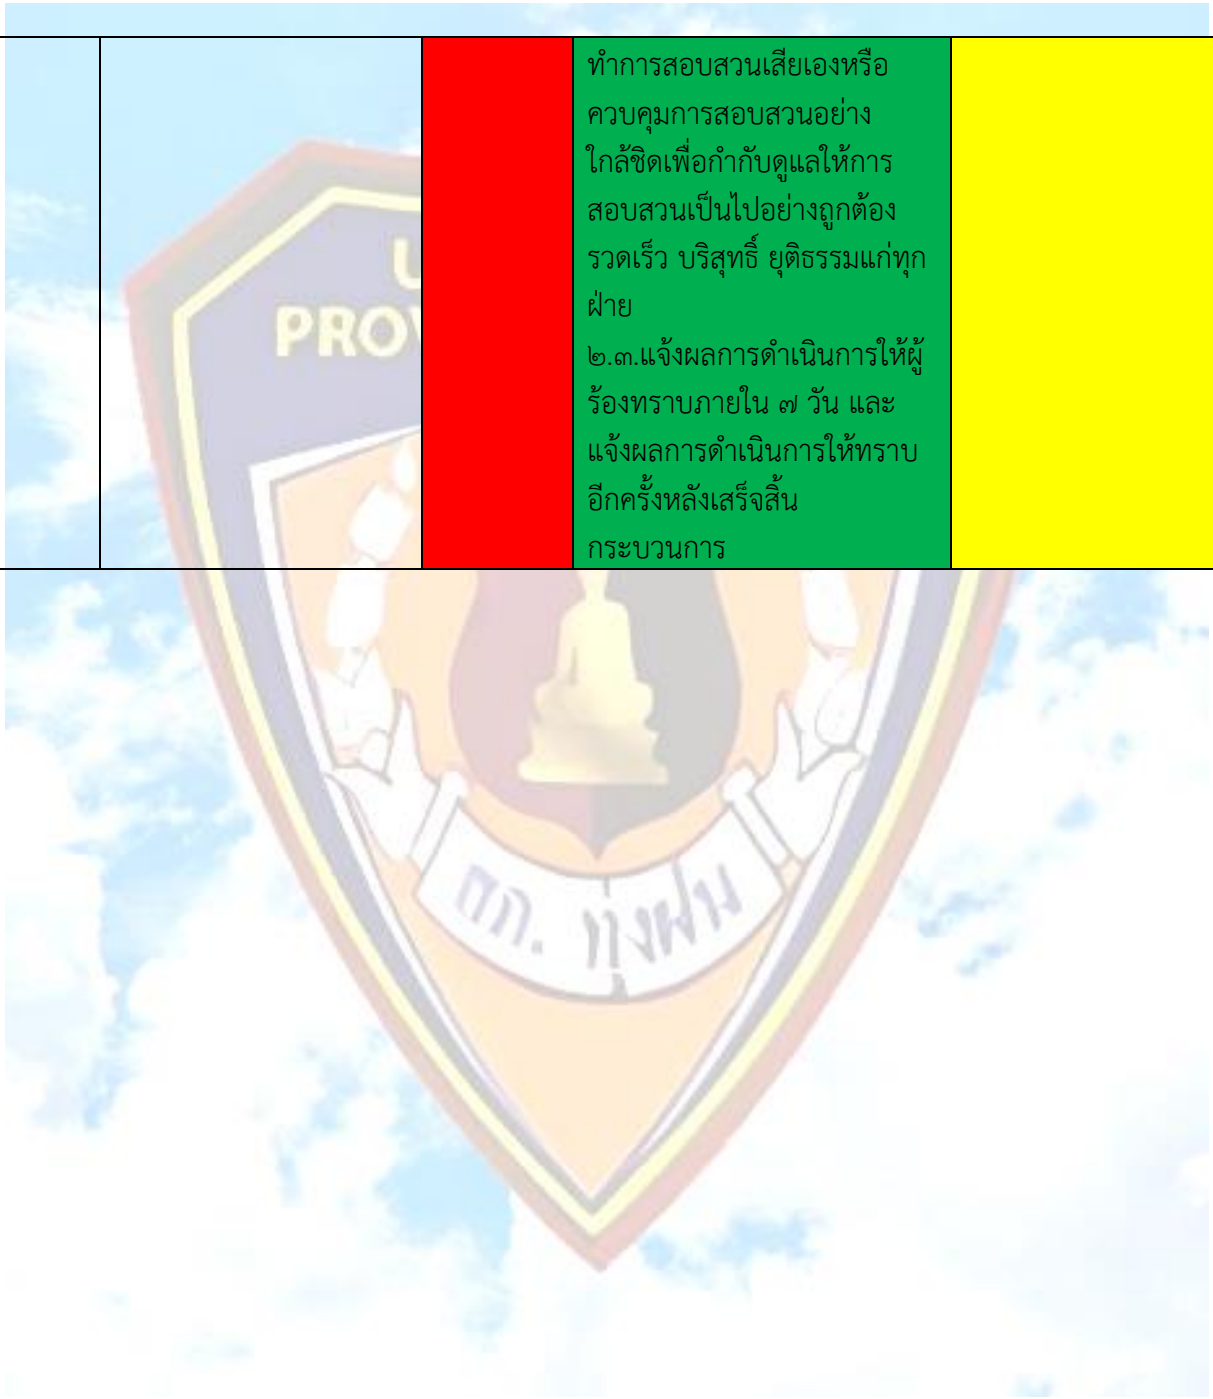 ทำการสอบสวนเสียเองหรือ
ควบคุมการสอบสวนอย่าง
ใกล้ชิดเพื่อกำกับดูแลให้การ
สอบสวนเป็นไปอย่างถูกต้อง
รวดเร็ว บริสุทธิ์ ยุติธรรมแก่ทุก
ฝ่าย
๒.๓.แจ้งผลการดำเนินการให้ผู้
ร้องทราบภายใน ๗ วัน และ
แจ้งผลการดำเนินการให้ทราบ
อีกครั้งหลังเสร็จสิ้น
กระบวนการ
U
PROV
สภ. ทุ่งฝน